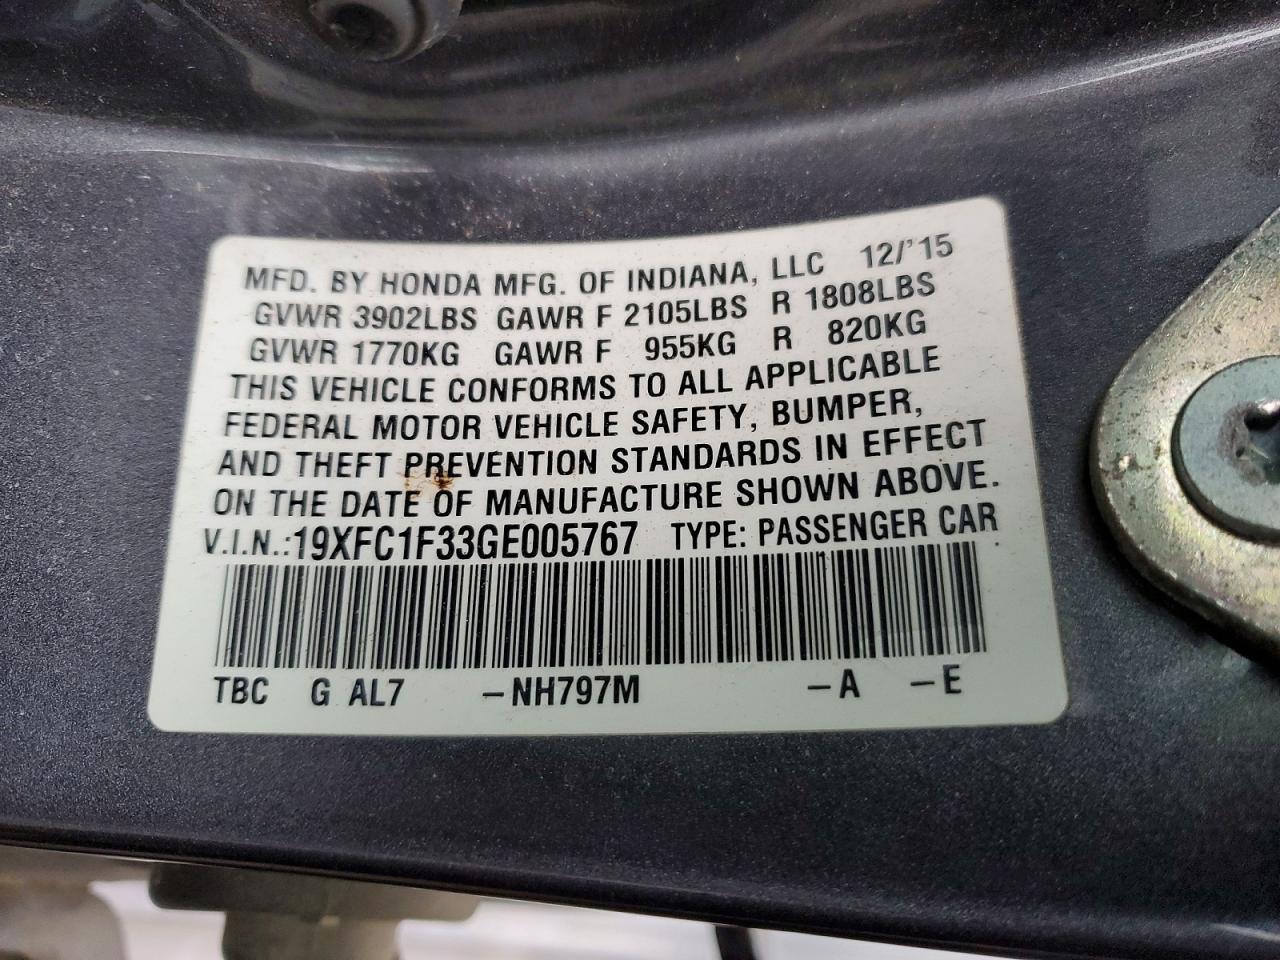 MFD. BY HONDA MFG. OF INDIANA, LLC 12/'15
GVWR 3902LBS GAWR F 2105LBS R 1808LBS
GVWR 1770KG GAWR F 955KG R 820KG
THIS VEHICLE CONFORMS TO ALL APPLICABLE
FEDERAL MOTOR VEHICLE SAFETY, BUMPER,
AND THEFT PREVENTION STANDARDS IN EFFECT
ON THE DATE OF MANUFACTURE SHOWN ABOVE.
V.I.N.:19XFC1F33GE005767 TYPE: PASSENGER CAR
TBC G AL7 –NH797M –A –E